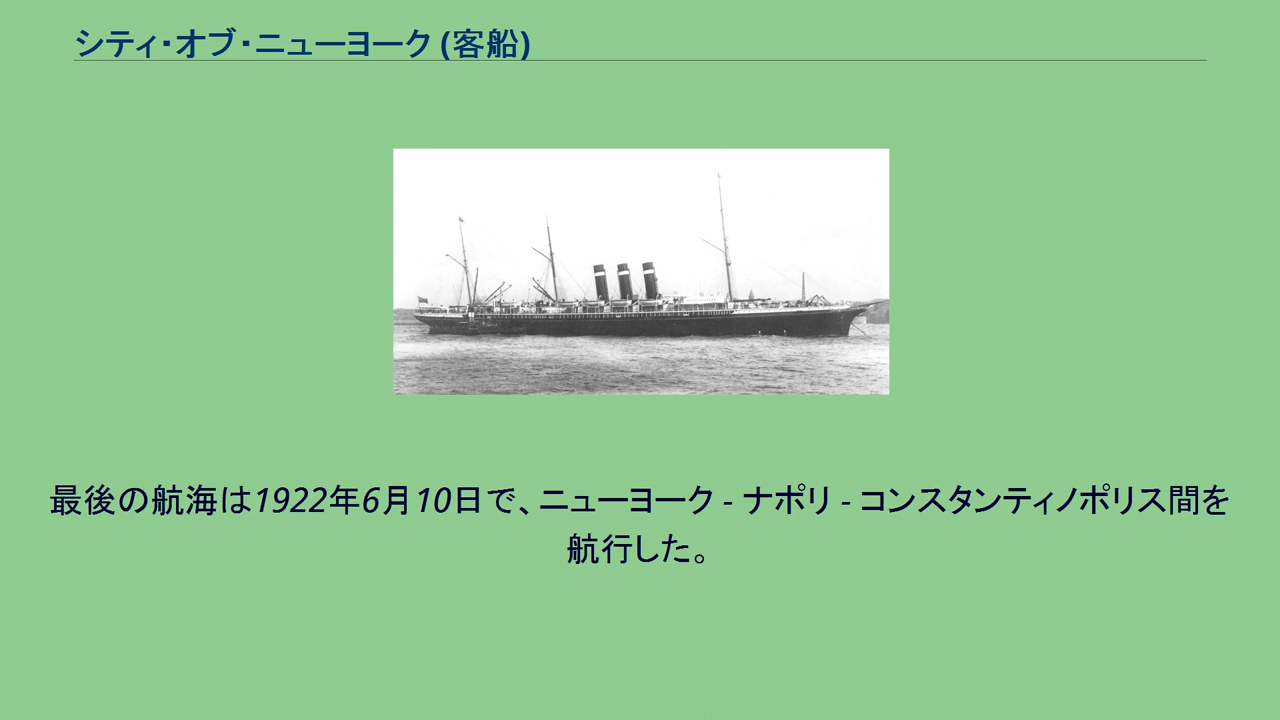 シティ・オブ・ニューヨーク (客船)
最後の航海は1922年6月10日で、ニューヨーク - ナポリ - コンスタンティノポリス間を
航行した。